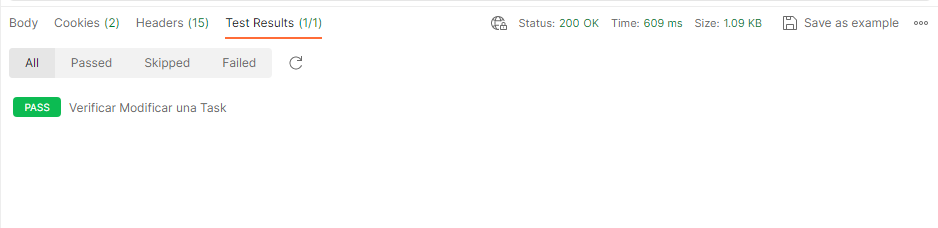 Body Cookies (2) Headers (15) Test Results (1/1) Status: 200 OK Time: 609 ms Size: 1.09 KB Save as example
All Passed Skipped Failed
PASS Verificar Modificar una Task